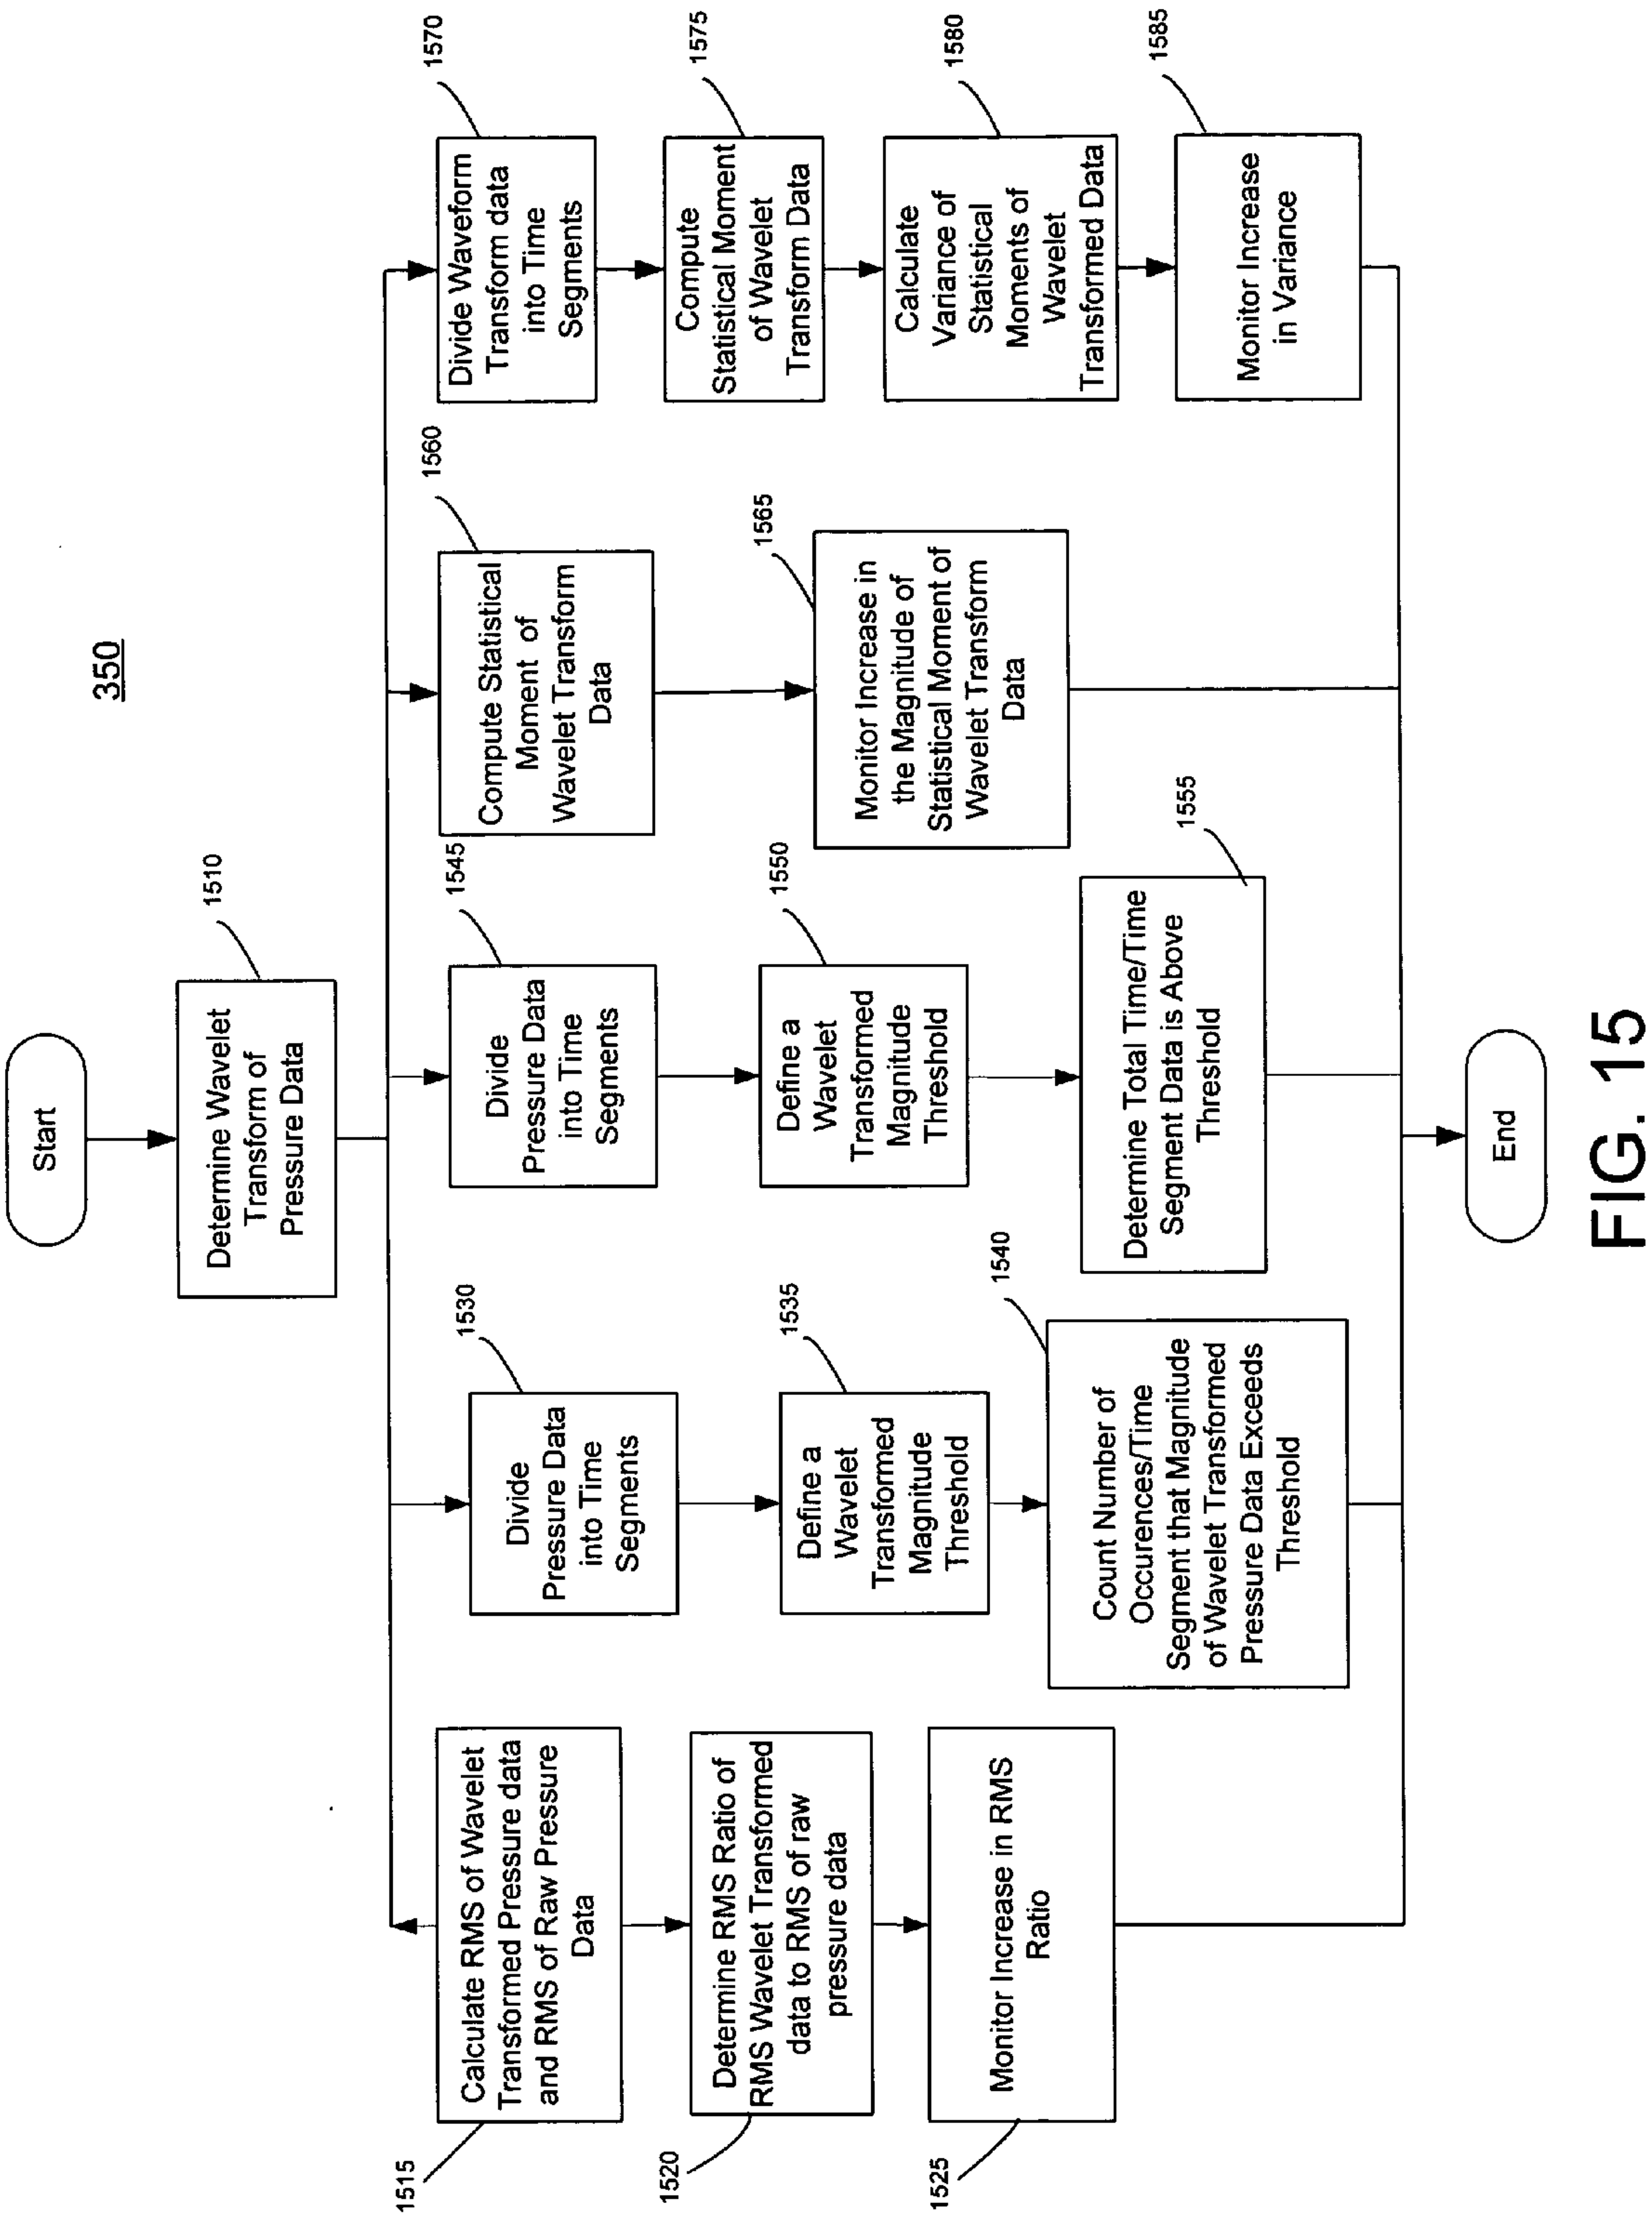 350
Start
1510
Determine Wavelet
Transform of
Pressure Data
1515
Calculate RMS of Wavelet
Transformed Pressure data
and RMS of Raw Pressure
Data
1520
Determine RMS Ratio of
RMS Wavelet Transformed
data to RMS of raw
pressure data
1525
Monitor Increase in RMS
Ratio
1530
Divide
Pressure Data
into Time
Segments
1535
Define a
Wavelet
Transformed
Magnitude
Threshold
1540
Count Number of
Occurences/Time
Segment that Magnitude
of Wavelet Transformed
Pressure Data Exceeds
Threshold
1545
Divide
Pressure Data
into Time
Segments
1550
Define a
Wavelet
Transformed
Magnitude
Threshold
1555
Determine Total Time/Time
Segment Data is Above
Threshold
1560
Compute Statistical
Moment of
Wavelet Transform
Data
1565
Monitor Increase in
the Magnitude of
Statistical Moment of
Wavelet Transform
Data
1570
Divide Waveform
Transform data
into Time
Segments
1575
Compute
Statistical Moment
of Wavelet
Transform Data
1580
Calculate
Variance of
Statistical
Moments of
Wavelet
Transformed Data
1585
Monitor Increase
in Variance
End
FIG. 15